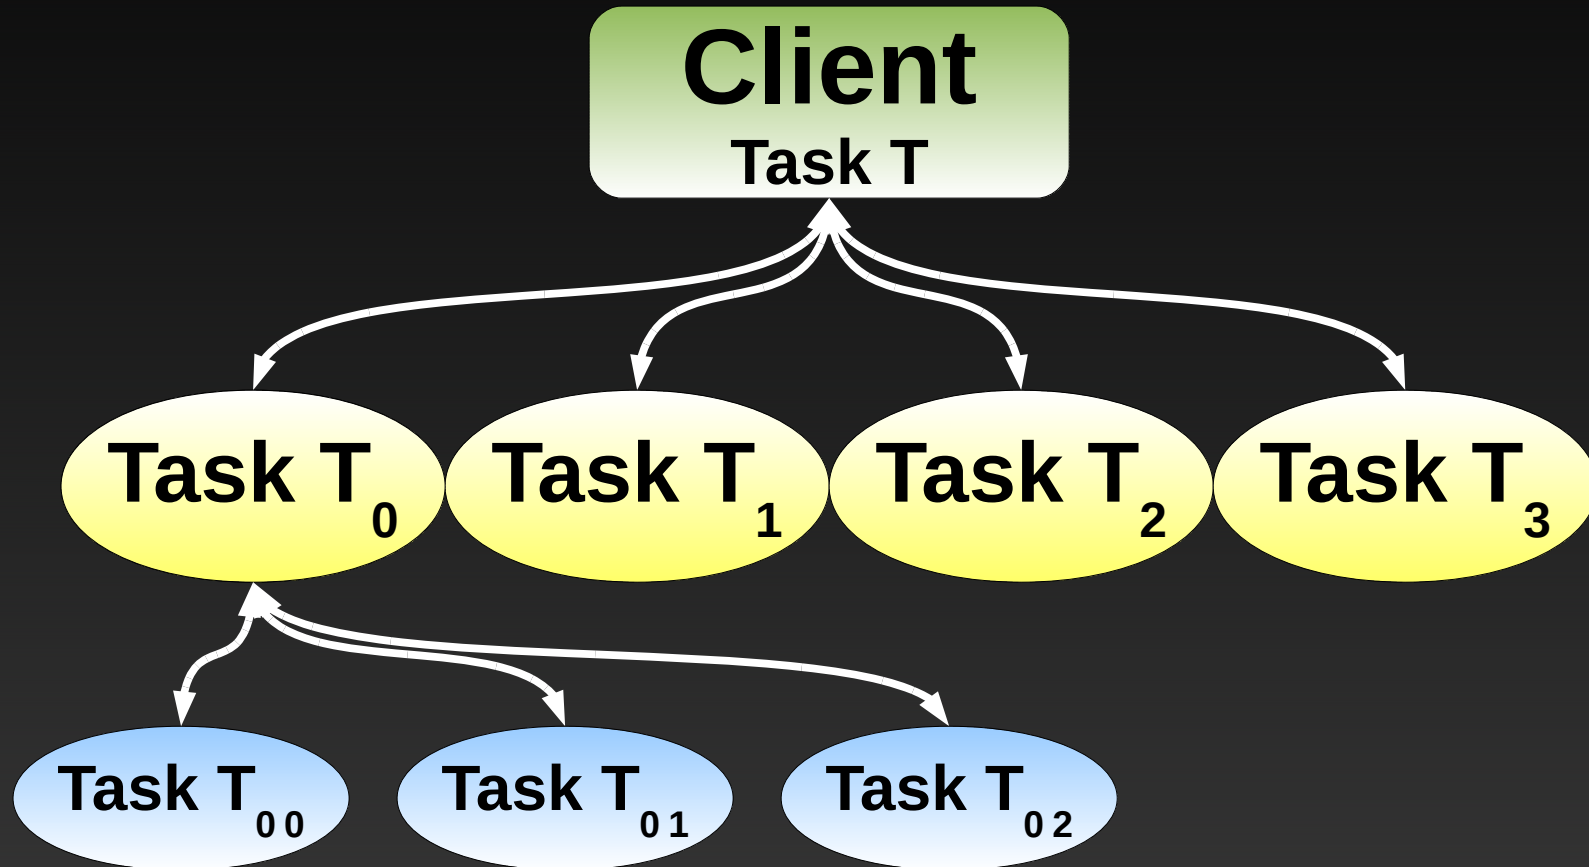 Client
Task T
Task T0 Task T1 Task T2 Task T3
Task T00 Task T01 Task T02